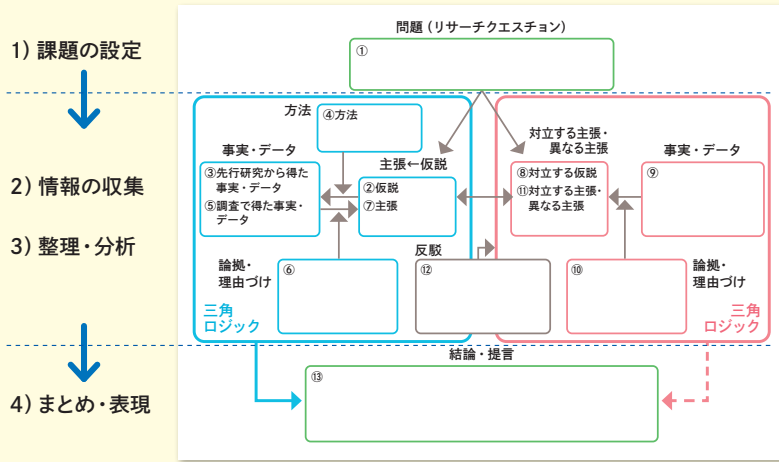 問題（リサーチクエスチョン）
①
1）課題の設定
方法
④方法
対立する主張・
異なる主張
事実・データ
主張←仮説
事実・データ
③先行研究から得た
事実・データ
⑤調査で得た事実・
データ
②仮説
⑦主張
⑧対立する仮説
⑪対立する主張・
異なる主張
⑨
2）情報の収集
3）整理・分析
論拠・
理由づけ
⑥
反駁
⑫
⑩
論拠・
理由づけ
三角
ロジック
三角
ロジック
結論・提言
⑬
4）まとめ・表現